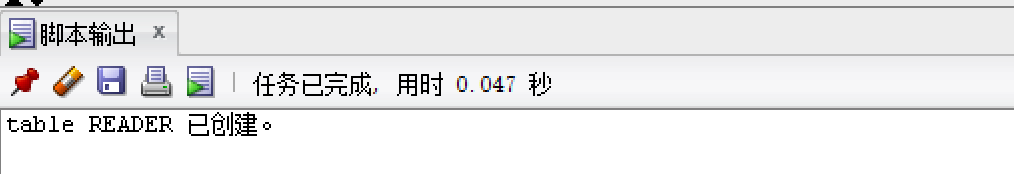 脚本输出 x
任务已完成, 用时 0.047 秒
table READER 已创建。